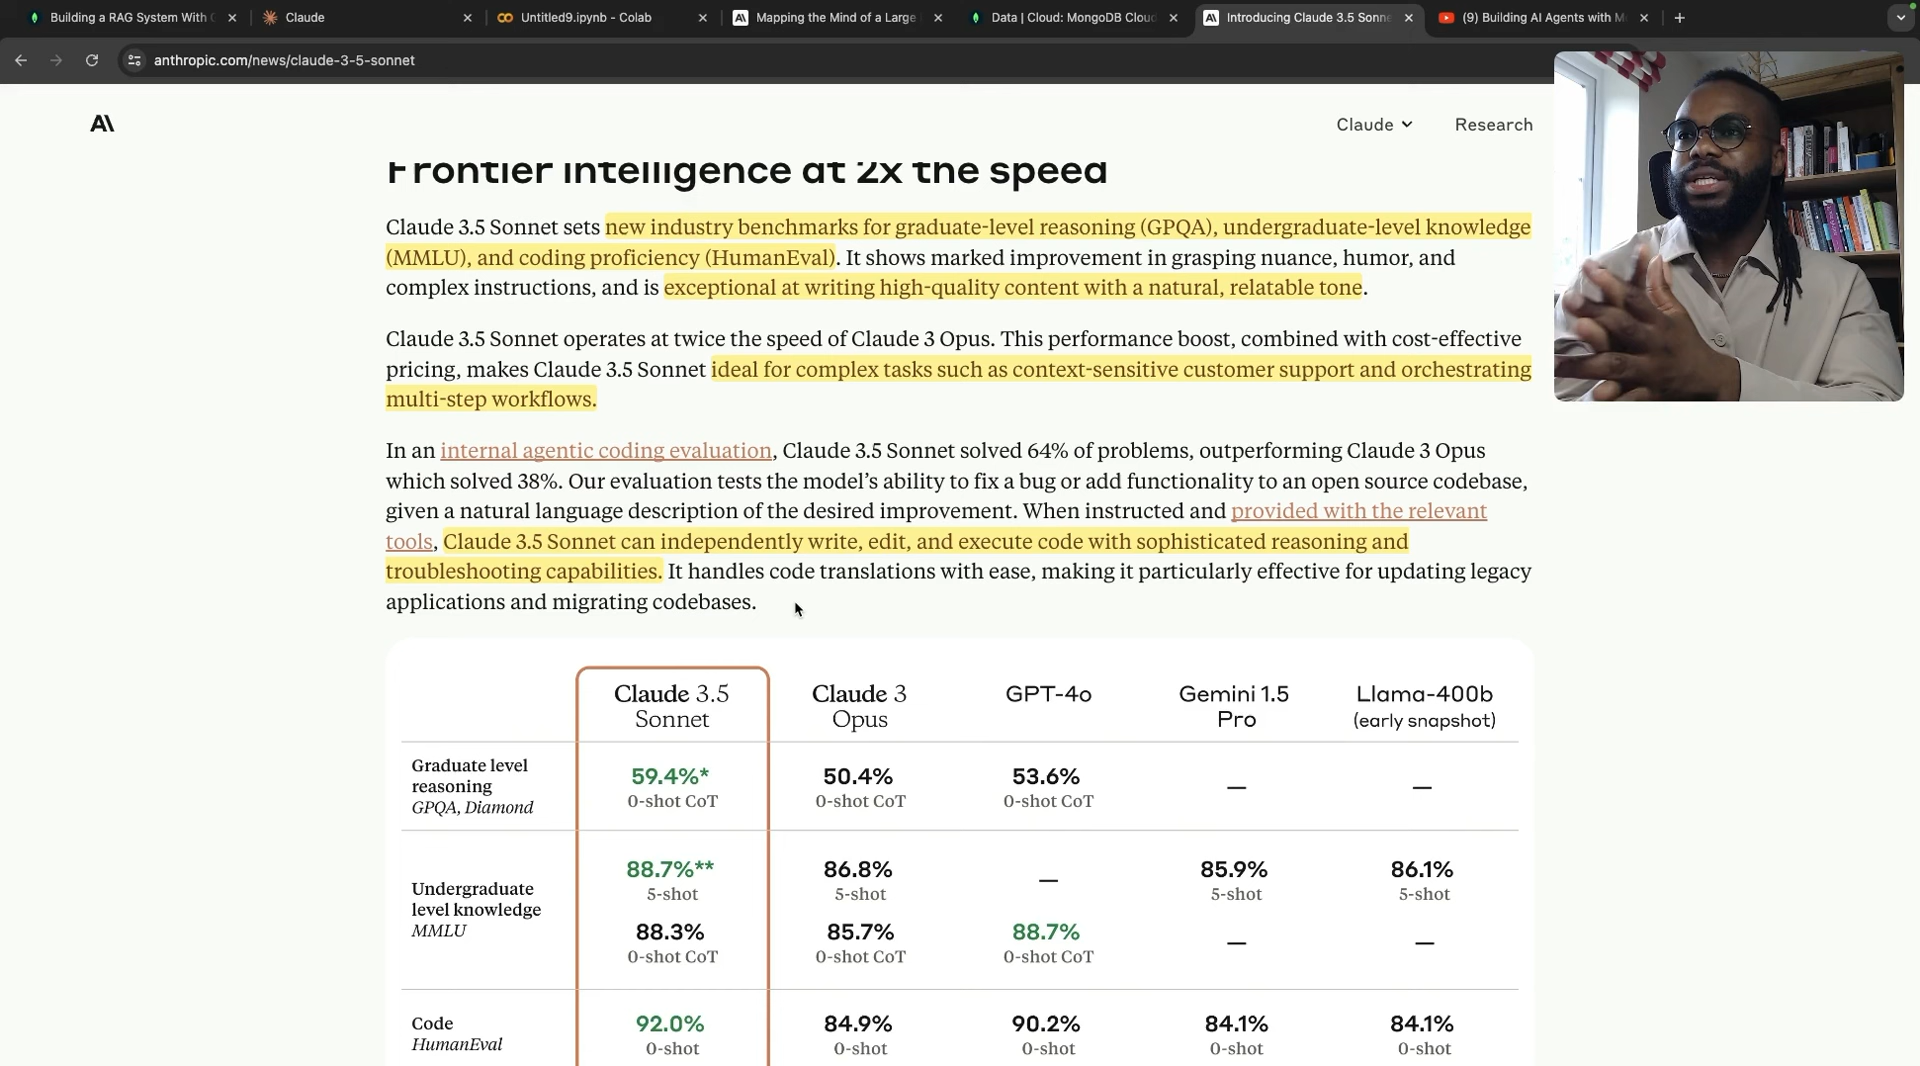 Building a RAG System With C
Claude
Untitled9.ipynb - Colab
Mapping the Mind of a Large
Data | Cloud: MongoDB Cloud
Introducing Claude 3.5 Sonne
(9) Building AI Agents with M
anthropic.com/news/claude-3-5-sonnet
Claude
Research
Frontier intelligence at 2x the speed
Claude 3.5 Sonnet sets new industry benchmarks for graduate-level reasoning (GPQA), undergraduate-level knowledge
(MMLU), and coding proficiency (HumanEval). It shows marked improvement in grasping nuance, humor, and
complex instructions, and is exceptional at writing high-quality content with a natural, relatable tone.
Claude 3.5 Sonnet operates at twice the speed of Claude 3 Opus. This performance boost, combined with cost-effective
pricing, makes Claude 3.5 Sonnet ideal for complex tasks such as context-sensitive customer support and orchestrating
multi-step workflows.
In an internal agentic coding evaluation, Claude 3.5 Sonnet solved 64% of problems, outperforming Claude 3 Opus
which solved 38%. Our evaluation tests the model’s ability to fix a bug or add functionality to an open source codebase,
given a natural language description of the desired improvement. When instructed and provided with the relevant
tools, Claude 3.5 Sonnet can independently write, edit, and execute code with sophisticated reasoning and
troubleshooting capabilities. It handles code translations with ease, making it particularly effective for updating legacy
applications and migrating codebases.
Claude 3.5 Sonnet
Claude 3 Opus
GPT-4o
Gemini 1.5 Pro
Llama-400b (early snapshot)
Graduate level reasoning GPQA, Diamond
59.4%* 50.4% 53.6% — —
0-shot CoT 0-shot CoT 0-shot CoT
Undergraduate level knowledge MMLU
88.7%** 86.8% — 85.9% 86.1%
5-shot 5-shot 5-shot 5-shot
88.3% 85.7% 88.7% — —
0-shot CoT 0-shot CoT 0-shot CoT
Code HumanEval
92.0% 84.9% 90.2% 84.1% 84.1%
0-shot 0-shot 0-shot 0-shot 0-shot